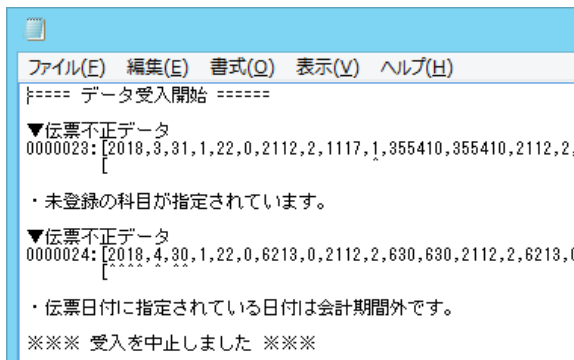 ファイル(F) 編集(E) 書式(O) 表示(V) ヘルプ(H)
===== データ受入開始 ======
▼伝票不正データ
0000023:[2018,3,31,1,22,0,2112,2,1117,1,355410,355410,2112,2,
[ ^
・未登録の科目が指定されています。
▼伝票不正データ
0000024:[2018,4,30,1,22,0,6213,0,2112,2,630,630,2112,2,6213,0
[^^^^ ^ ^^
・伝票日付に指定されている日付は会計期間外です。
※※※ 受入を中止しました ※※※